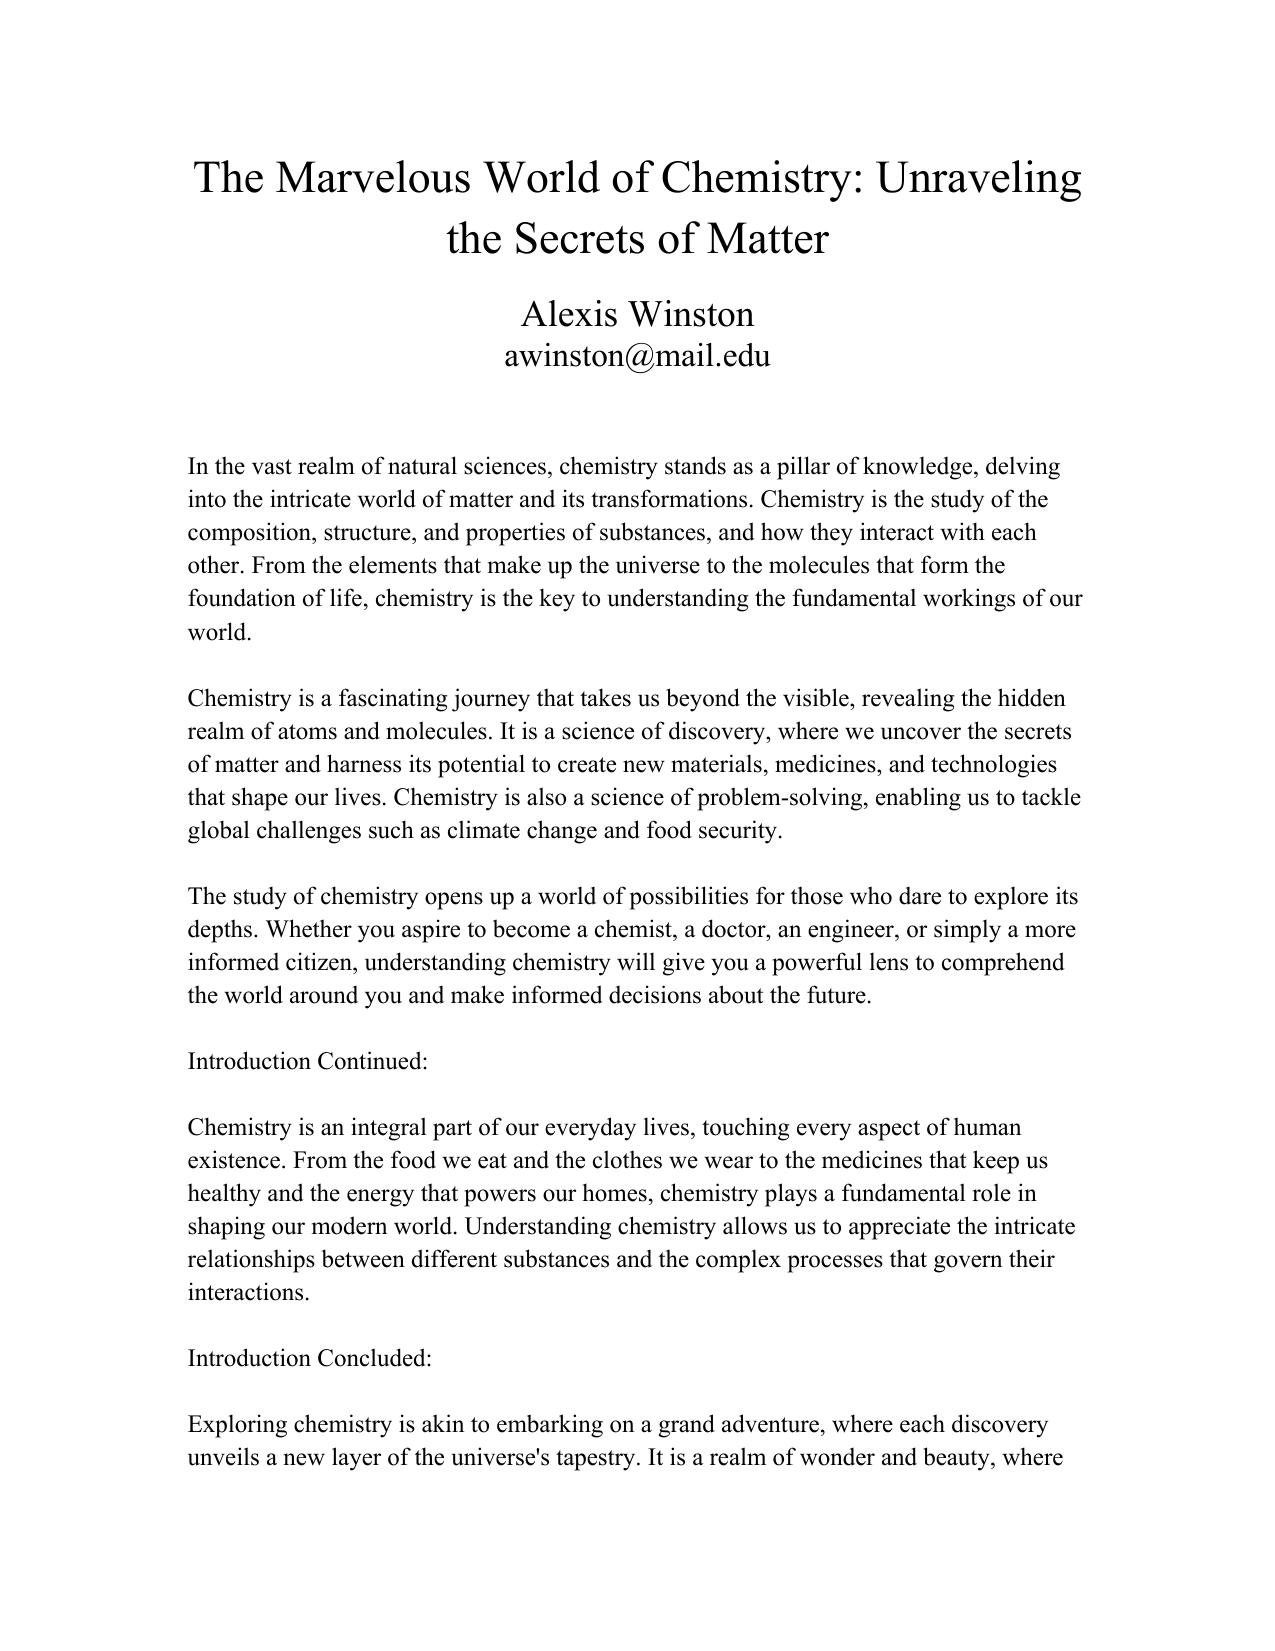 The Marvelous World of Chemistry: Unraveling
the Secrets of Matter
Alexis Winston
awinston@mail.edu
In the vast realm of natural sciences, chemistry stands as a pillar of knowledge, delving
into the intricate world of matter and its transformations. Chemistry is the study of the
composition, structure, and properties of substances, and how they interact with each
other. From the elements that make up the universe to the molecules that form the
foundation of life, chemistry is the key to understanding the fundamental workings of our
world.
Chemistry is a fascinating journey that takes us beyond the visible, revealing the hidden
realm of atoms and molecules. It is a science of discovery, where we uncover the secrets
of matter and harness its potential to create new materials, medicines, and technologies
that shape our lives. Chemistry is also a science of problem-solving, enabling us to tackle
global challenges such as climate change and food security.
The study of chemistry opens up a world of possibilities for those who dare to explore its
depths. Whether you aspire to become a chemist, a doctor, an engineer, or simply a more
informed citizen, understanding chemistry will give you a powerful lens to comprehend
the world around you and make informed decisions about the future.
Introduction Continued:
Chemistry is an integral part of our everyday lives, touching every aspect of human
existence. From the food we eat and the clothes we wear to the medicines that keep us
healthy and the energy that powers our homes, chemistry plays a fundamental role in
shaping our modern world. Understanding chemistry allows us to appreciate the intricate
relationships between different substances and the complex processes that govern their
interactions.
Introduction Concluded:
Exploring chemistry is akin to embarking on a grand adventure, where each discovery
unveils a new layer of the universe's tapestry. It is a realm of wonder and beauty, where